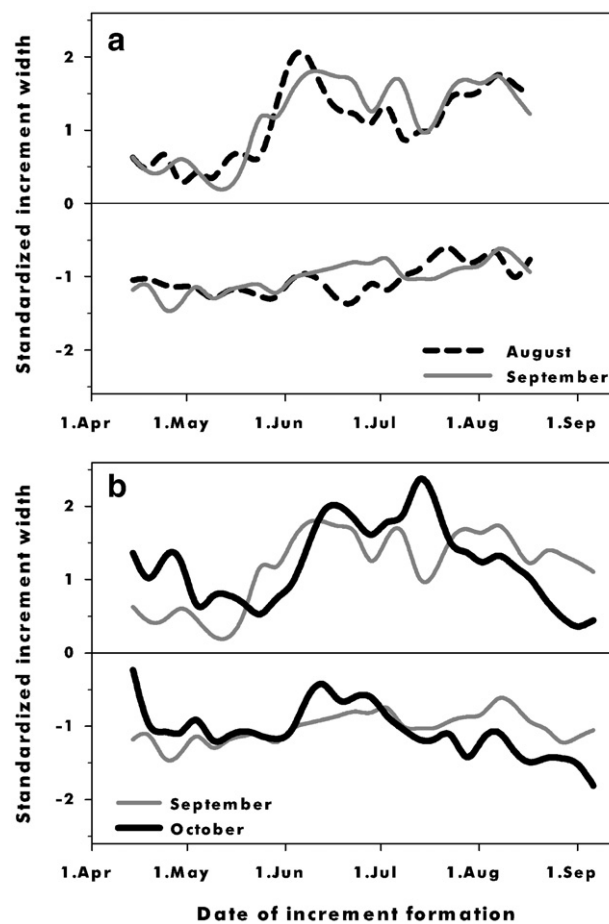 a
Standardized increment width
2
1
0
-1
-2
August
September
1.Apr 1.May 1.Jun 1.Jul 1.Aug 1.Sep
b
Standardized increment width
2
1
0
-1
-2
September
October
1.Apr 1.May 1.Jun 1.Jul 1.Aug 1.Sep
Date of increment formation